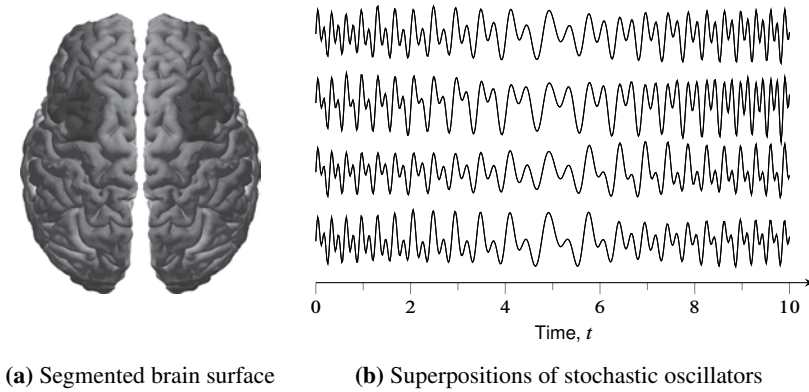 0 2 4 6 8 10
Time, t
(a) Segmented brain surface
(b) Superpositions of stochastic oscillators